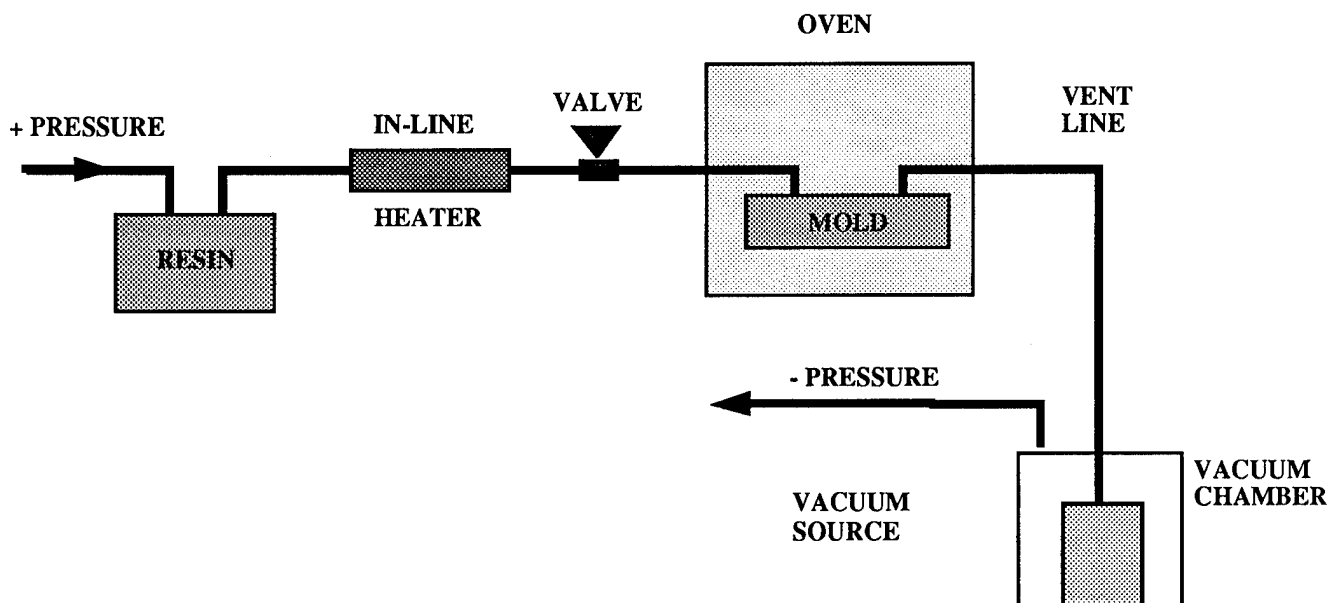 OVEN
+ PRESSURE
IN-LINE
HEATER
VALVE
VENT
LINE
RESIN
MOLD
- PRESSURE
VACUUM
SOURCE
VACUUM
CHAMBER